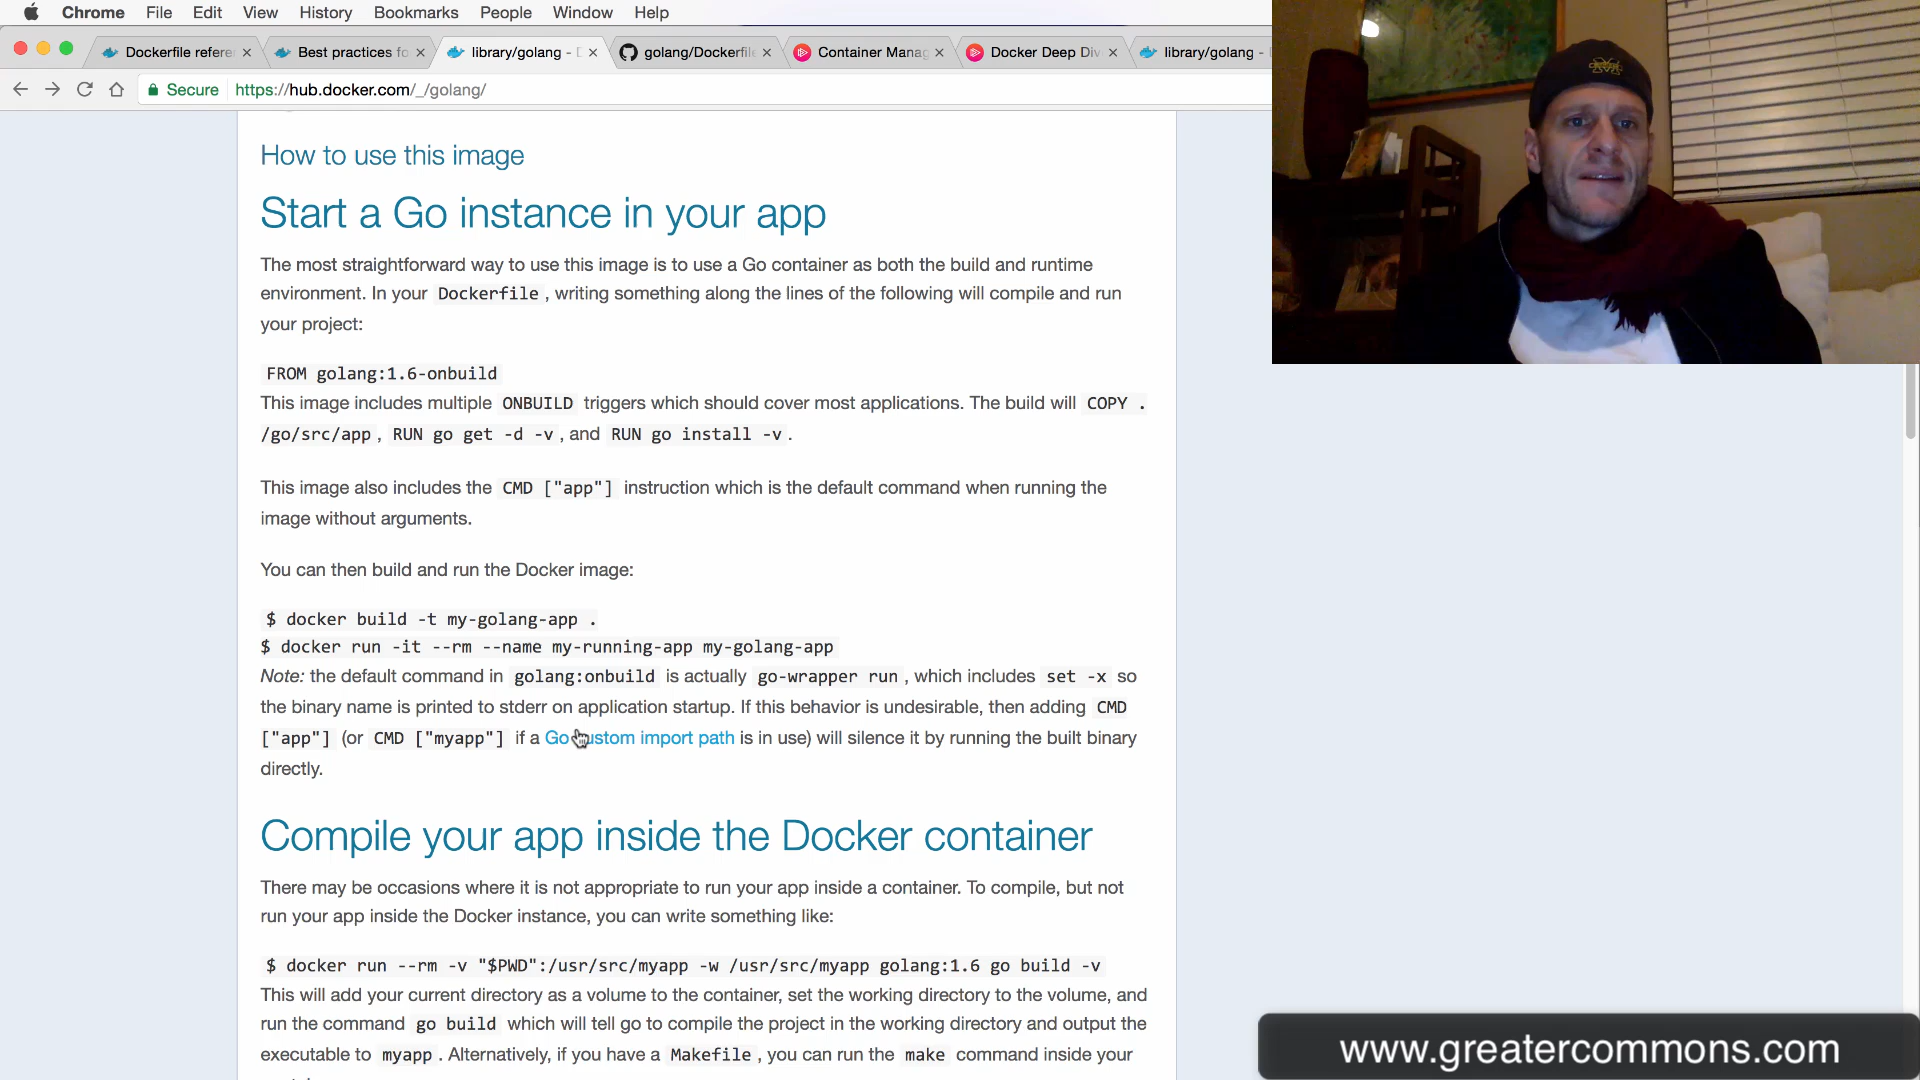 Chrome File Edit View History Bookmarks People Window Help
Dockerfile refere Best practices fo library/golang - D golang/Dockerfile Container Manag Docker Deep Div library/golang -
Secure https://hub.docker.com/_/golang/
How to use this image
Start a Go instance in your app
The most straightforward way to use this image is to use a Go container as both the build and runtime
environment. In your Dockerfile , writing something along the lines of the following will compile and run
your project:
FROM golang:1.6-onbuild
This image includes multiple ONBUILD triggers which should cover most applications. The build will COPY .
/go/src/app , RUN go get -d -v , and RUN go install -v .
This image also includes the CMD ["app"] instruction which is the default command when running the
image without arguments.
You can then build and run the Docker image:
$ docker build -t my-golang-app .
$ docker run -it --rm --name my-running-app my-golang-app
Note: the default command in golang:onbuild is actually go-wrapper run , which includes set -x so
the binary name is printed to stderr on application startup. If this behavior is undesirable, then adding CMD
["app"] (or CMD ["myapp"] if a Go custom import path is in use) will silence it by running the built binary
directly.
Compile your app inside the Docker container
There may be occasions where it is not appropriate to run your app inside a container. To compile, but not
run your app inside the Docker instance, you can write something like:
$ docker run --rm -v "$PWD":/usr/src/myapp -w /usr/src/myapp golang:1.6 go build -v
This will add your current directory as a volume to the container, set the working directory to the volume, and
run the command go build which will tell go to compile the project in the working directory and output the
executable to myapp . Alternatively, if you have a Makefile , you can run the make command inside your
www.greatercommons.com